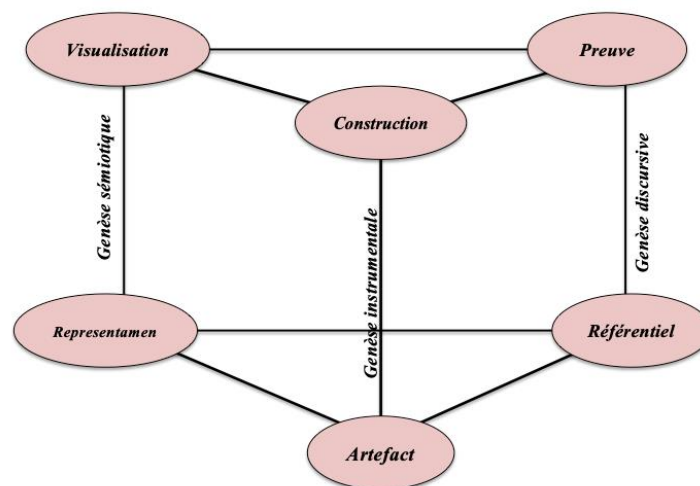 Visualisation
Preuve
Construction
Genèse sémiotique
Genèse instrumentale
Genèse discursive
Representamen
Référentiel
Artefact